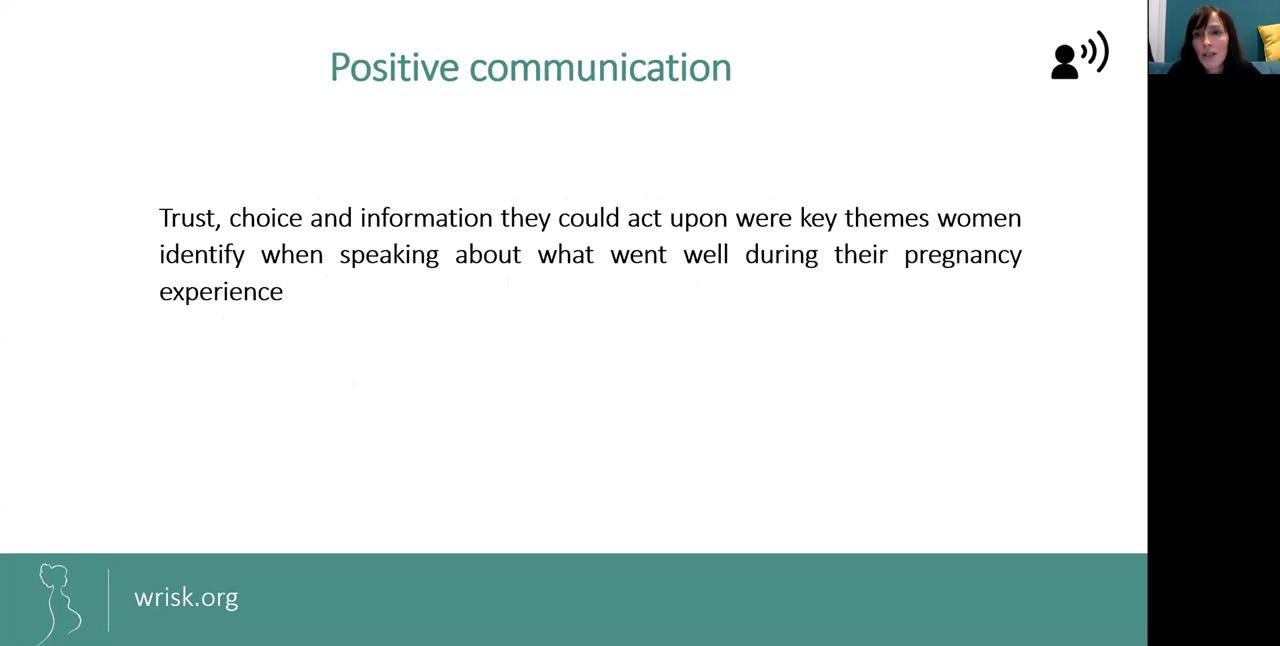 Positive communication
Trust, choice and information they could act upon were key themes women
identify when speaking about what went well during their pregnancy
experience
wrisk.org